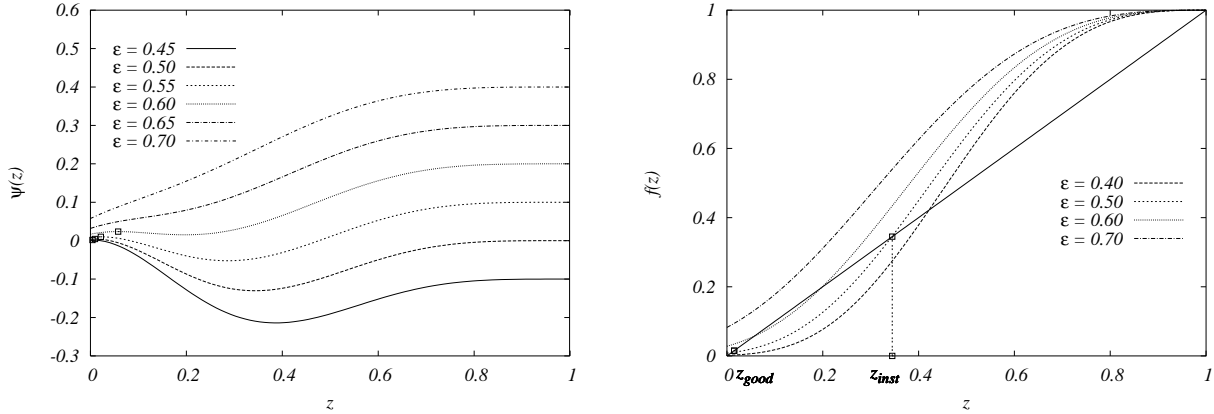 0.6
0.5
0.4
0.3
0.2
0.1
0
-0.1
-0.2
-0.3
ψ(z)
ε = 0.45
ε = 0.50
ε = 0.55
ε = 0.60
ε = 0.65
ε = 0.70
0 0.2 0.4 0.6 0.8 1
z
1
0.8
0.6
0.4
0.2
0
f(z)
ε = 0.40
ε = 0.50
ε = 0.60
ε = 0.70
0 z_good 0.2 z_inst 0.4 0.6 0.8 1
z